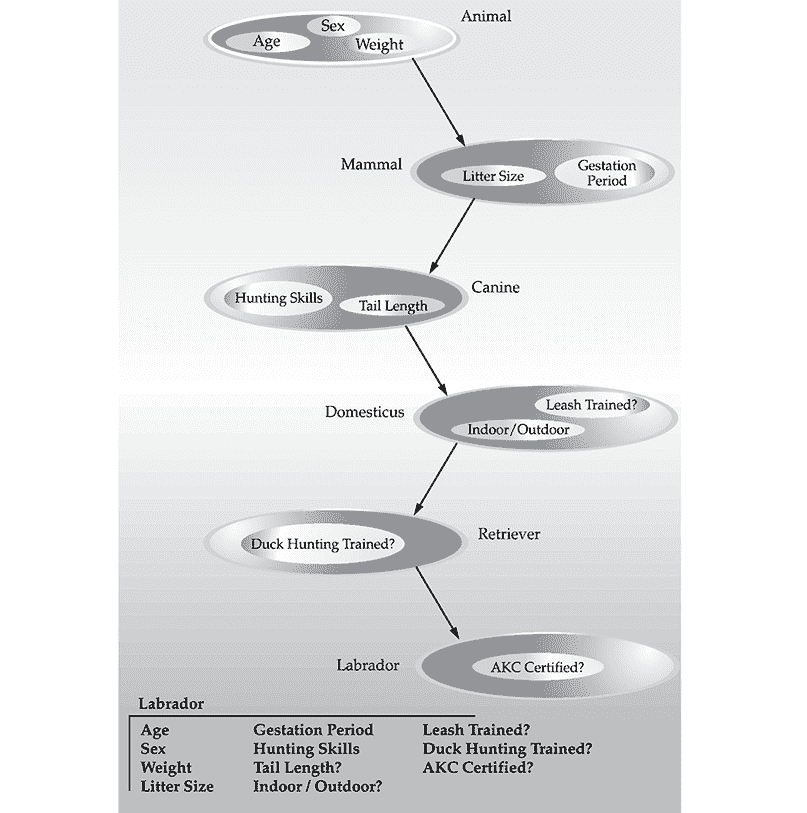 Animal
Sex
Age
Weight
Mammal
Litter Size
Gestation
Period
Canine
Hunting Skills
Tail Length
Domesticus
Leash Trained?
Indoor/Outdoor
Retriever
Duck Hunting Trained?
Labrador
AKC Certified?
Labrador
Age Gestation Period Leash Trained?
Sex Hunting Skills Duck Hunting Trained?
Weight Tail Length? AKC Certified?
Litter Size Indoor / Outdoor?